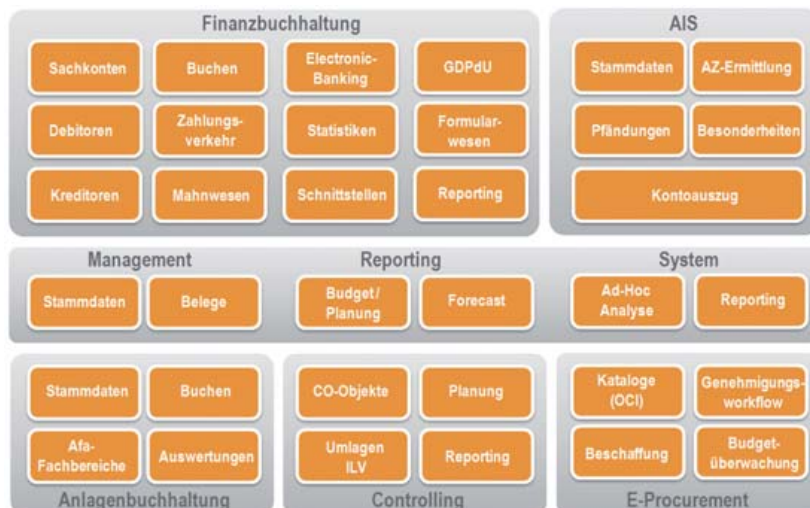 Finanzbuchhaltung
Sachkonten
Buchen
Electronic-
Banking
GDPdU
Debitoren
Zahlungs-
verkehr
Statistiken
Formular-
wesen
Kreditoren
Mahnwesen
Schnittstellen
Reporting
AIS
Stammdaten
AZ-Ermittlung
Pfändungen
Besonderheiten
Kontoauszug
Management
Reporting
System
Stammdaten
Belege
Budget/
Planung
Forecast
Ad-Hoc
Analyse
Reporting
Stammdaten
Buchen
Afa-
Fachbereiche
Auswertungen
Anlagenbuchhaltung
CO-Objekte
Planung
Umlagen
ILV
Reporting
Controlling
Kataloge
(OCI)
Genehmigungs-
workflow
Beschaffung
Budget-
überwachung
E-Procurement